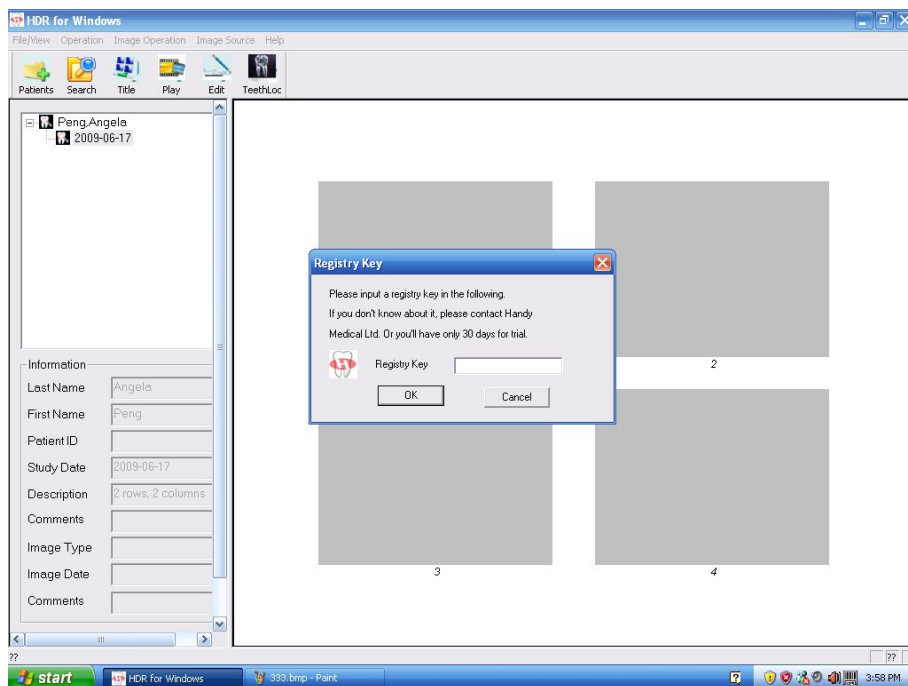 HDR for Windows
File/View Operation Image Operation Image Source Help
Patients Search Title Play Edit TeethLoc
Peng,Angela
2009-06-17
Information
Last Name Angela
First Name Peng
Patient ID
Study Date 2009-06-17
Description 2 rows, 2 columns
Comments
Image Type
Image Date
Comments
Registry Key
Please input a registry key in the following.
If you don't know about it, please contact Handy
Medical Ltd. Or you'll have only 30 days for trial.
Registry Key
OK Cancel
2
3 4
?? ??
start HDR for Windows 333.bmp - Paint 3:58 PM